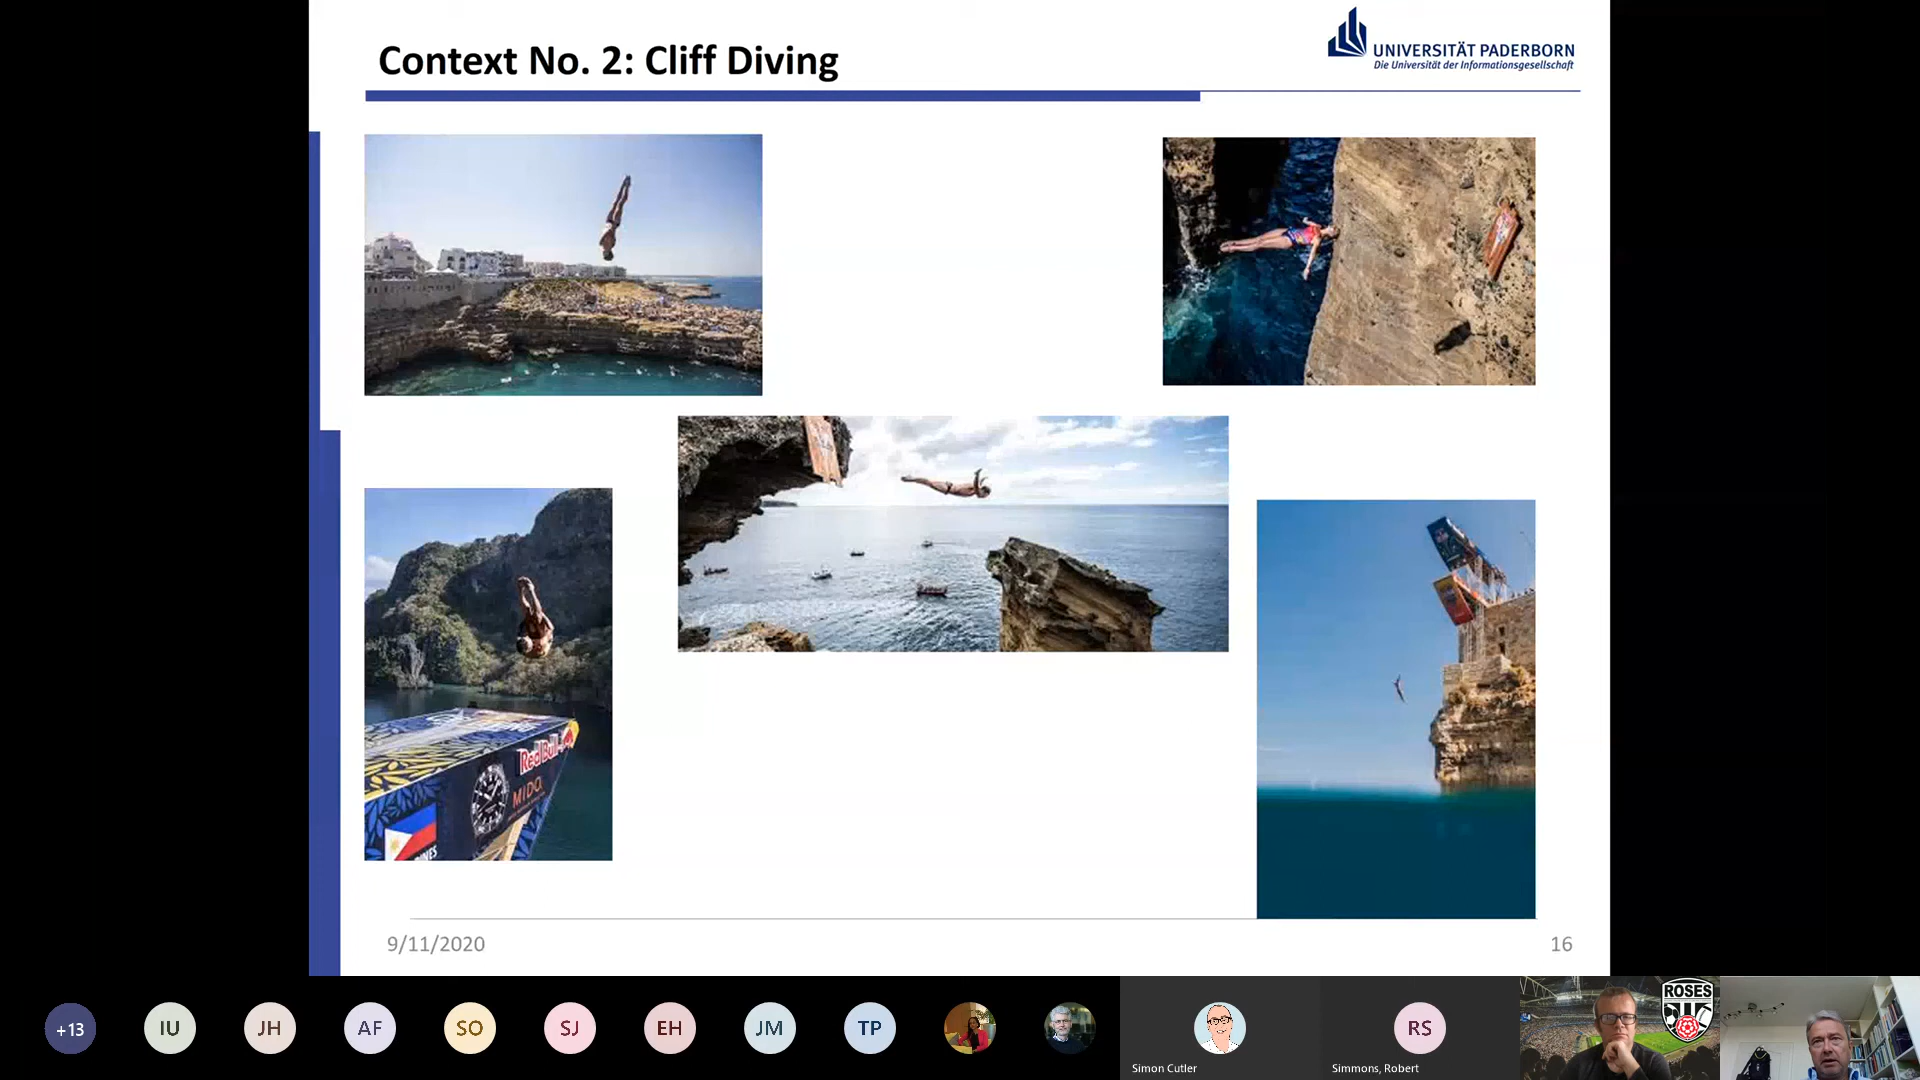 Context No. 2: Cliff Diving
UNIVERSITÄT PADERBORN
Die Universität der Informationsgesellschaft
Red Bull
MIDO
9/11/2020
16
+13
IU
JH
AF
SO
SJ
EH
JM
TP
Simon Cutler
RS
Simmons, Robert
ROSES